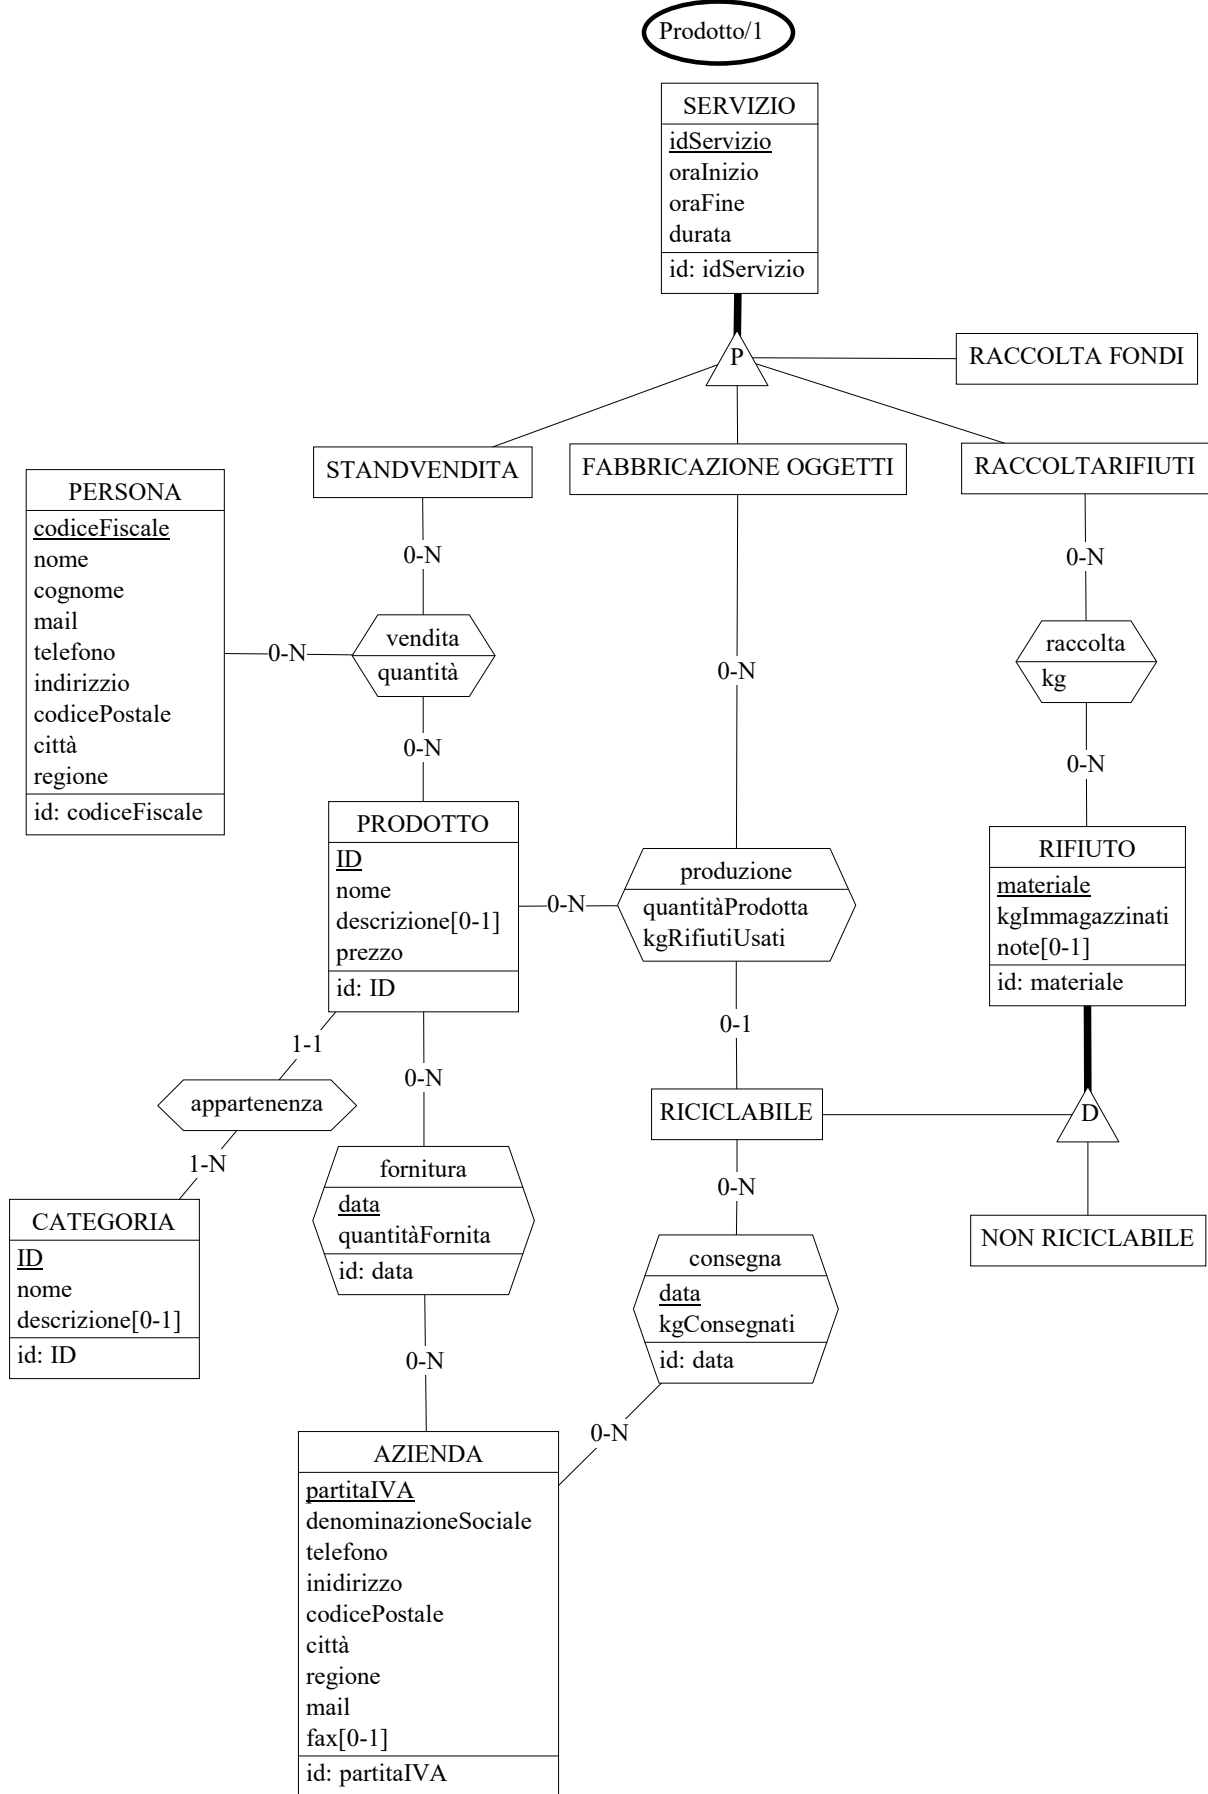 Prodotto/1
SERVIZIO
idServizio
oraInizio
oraFine
durata
id: idServizio
P
RACCOLTA FONDI
STANDVENDITA
FABBRICAZIONE OGGETTI
RACCOLTARIFIUTI
PERSONA
codiceFiscale
nome
cognome
mail
telefono
indirizzio
codicePostale
città
regione
id: codiceFiscale
0-N
0-N
vendita
quantità
0-N
0-N
0-N
raccolta
kg
0-N
PRODOTTO
ID
nome
descrizione[0-1]
prezzo
id: ID
0-N
produzione
quantitàProdotta
kgRifiutiUsati
RIFIUTO
materiale
kgImmagazzinati
note[0-1]
id: materiale
1-1
0-N
0-1
appartenenza
RICICLABILE
D
1-N
fornitura
data
quantitàFornita
id: data
0-N
NON RICICLABILE
CATEGORIA
ID
nome
descrizione[0-1]
id: ID
consegna
data
kgConsegnati
id: data
0-N
0-N
AZIENDA
partitaIVA
denominazioneSociale
telefono
inidirizzo
codicePostale
città
regione
mail
fax[0-1]
id: partitaIVA